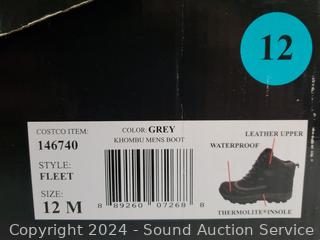 12
COSTCO ITEM:
146740
COLOR: GREY
KHOMBU MENS BOOT
STYLE:
FLEET
SIZE:
12 M
8 89260 07268 8
LEATHER UPPER
WATERPROOF
THERMOLITE® INSOLE
Copyright 2024 - Sound Auction Service